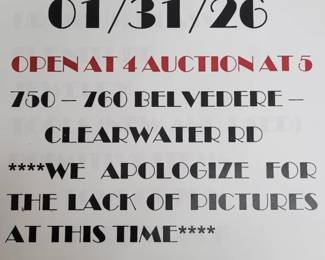 01/31/26
OPEN AT 4 AUCTION AT 5
750 – 760 BELVEDERE –
CLEARWATER RD
****WE APOLOGIZE FOR
THE LACK OF PICTURES
AT THIS TIME****